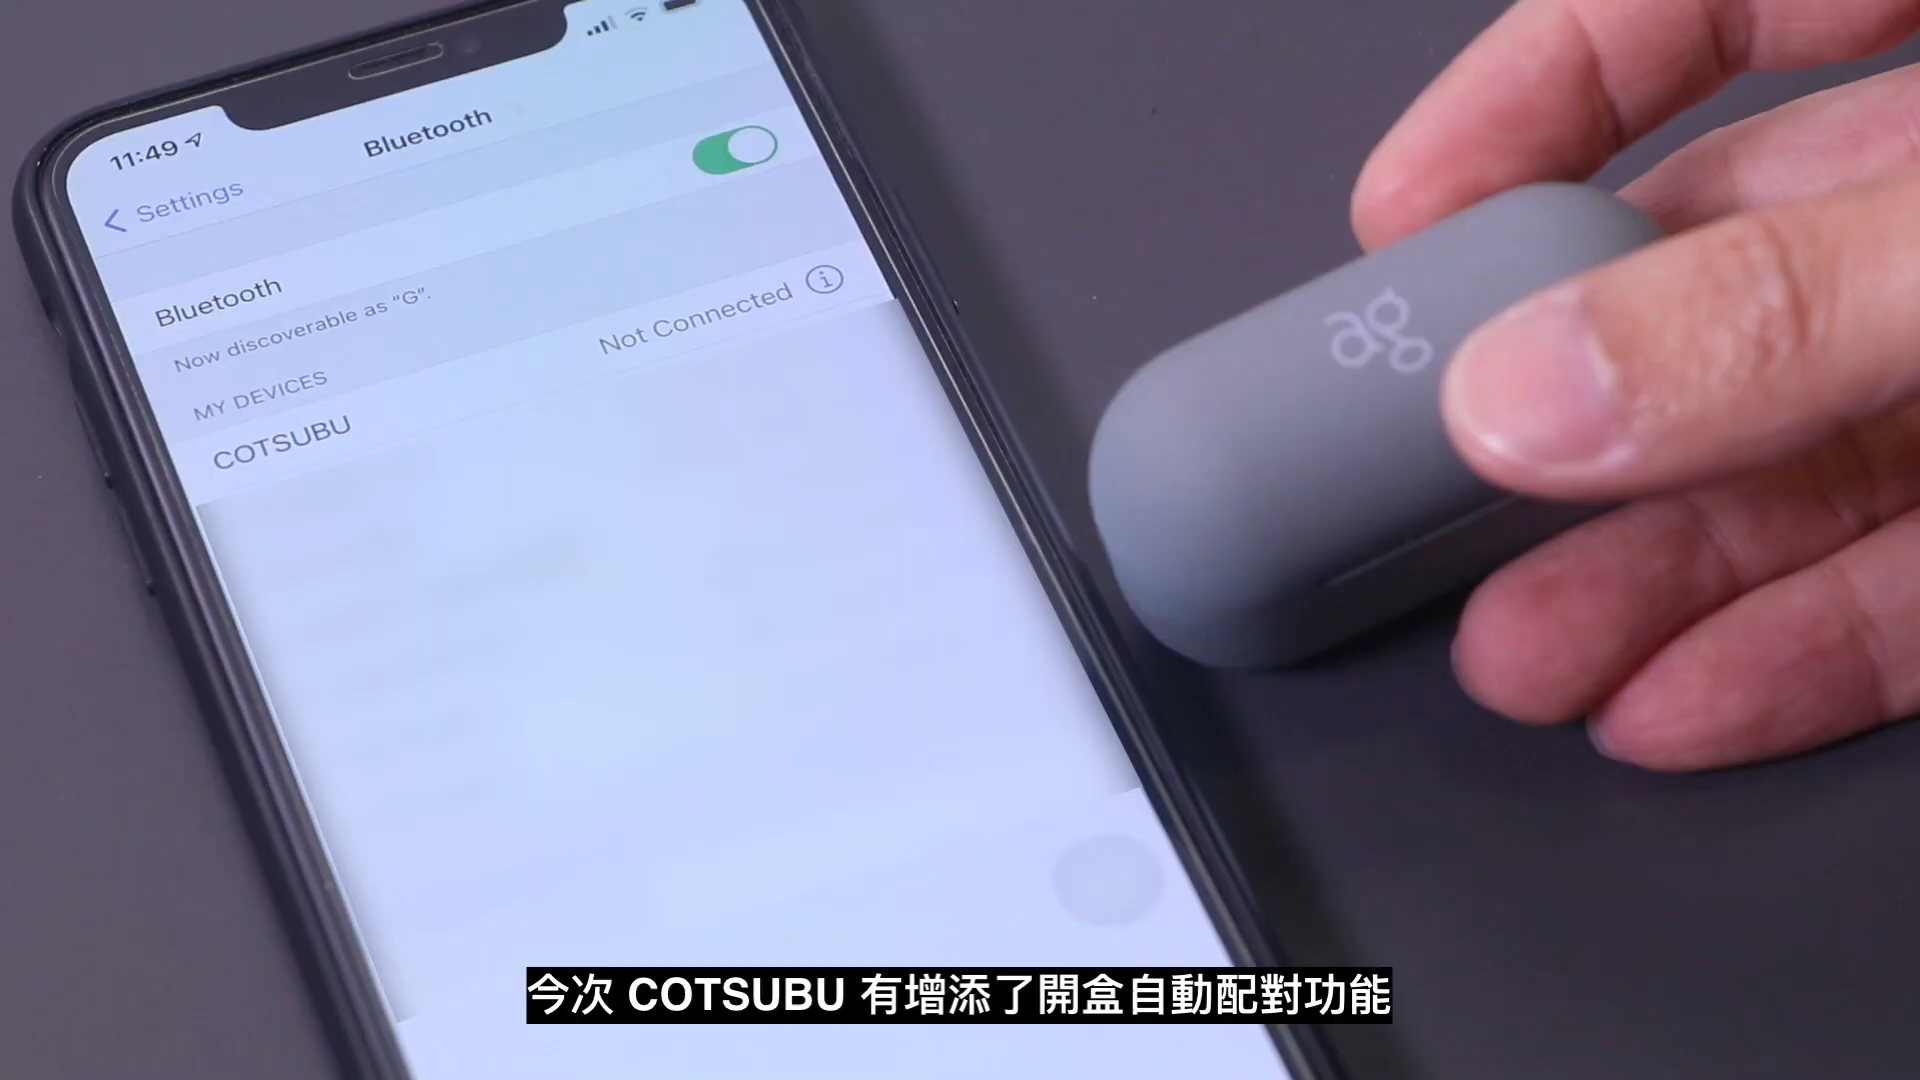 11:49
Settings
Bluetooth
Bluetooth
Now discoverable as “G”.
MY DEVICES
COTSUBU
Not Connected
ag
今次 COTSUBU 有增添了開盒自動配對功能